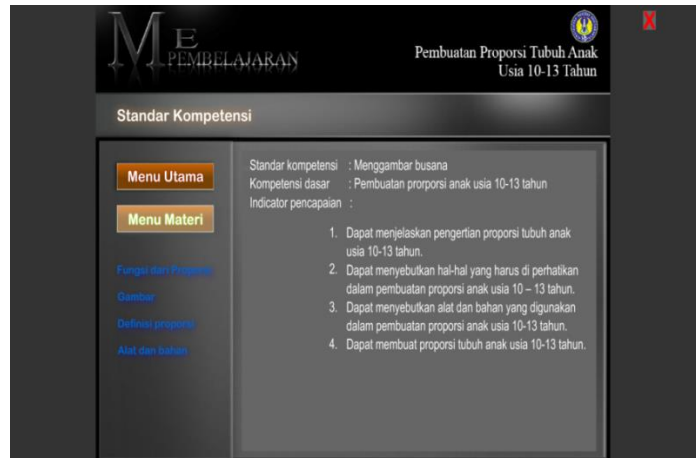 M E
PEMBELAJARAN
Pembuatan Proporsi Tubuh Anak
Usia 10-13 Tahun
X
Standar Kompetensi
Menu Utama
Menu Materi
Fungsi dari Proporsi
Gambar
Definisi proporsi
Alat dan bahan
Standar kompetensi : Menggambar busana
Kompetensi dasar : Pembuatan prorporsi anak usia 10-13 tahun
Indicator pencapaian :
1. Dapat menjelaskan pengertian proporsi tubuh anak
usia 10-13 tahun.
2. Dapat menyebutkan hal-hal yang harus di perhatikan
dalam pembuatan proporsi anak usia 10 – 13 tahun.
3. Dapat menyebutkan alat dan bahan yang digunakan
dalam pembuatan proporsi anak usia 10-13 tahun.
4. Dapat membuat proporsi tubuh anak usia 10-13 tahun.